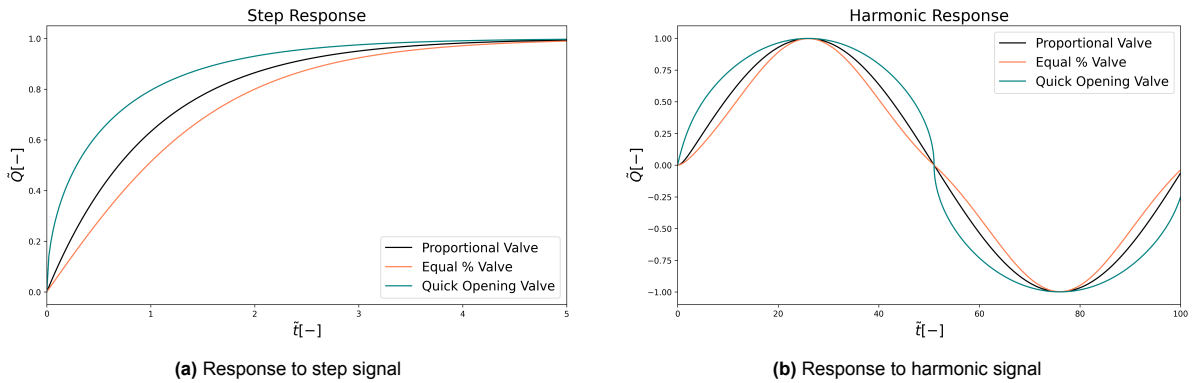 Step Response
1.0
0.8
0.6
0.4
0.2
0.0
Q̃[−]
0 1 2 3 4 5
t̃[−]
Proportional Valve
Equal % Valve
Quick Opening Valve
(a) Response to step signal
Harmonic Response
1.00
0.75
0.50
0.25
0.00
−0.25
−0.50
−0.75
−1.00
Q̃[−]
0 20 40 60 80 100
t̃[−]
Proportional Valve
Equal % Valve
Quick Opening Valve
(b) Response to harmonic signal